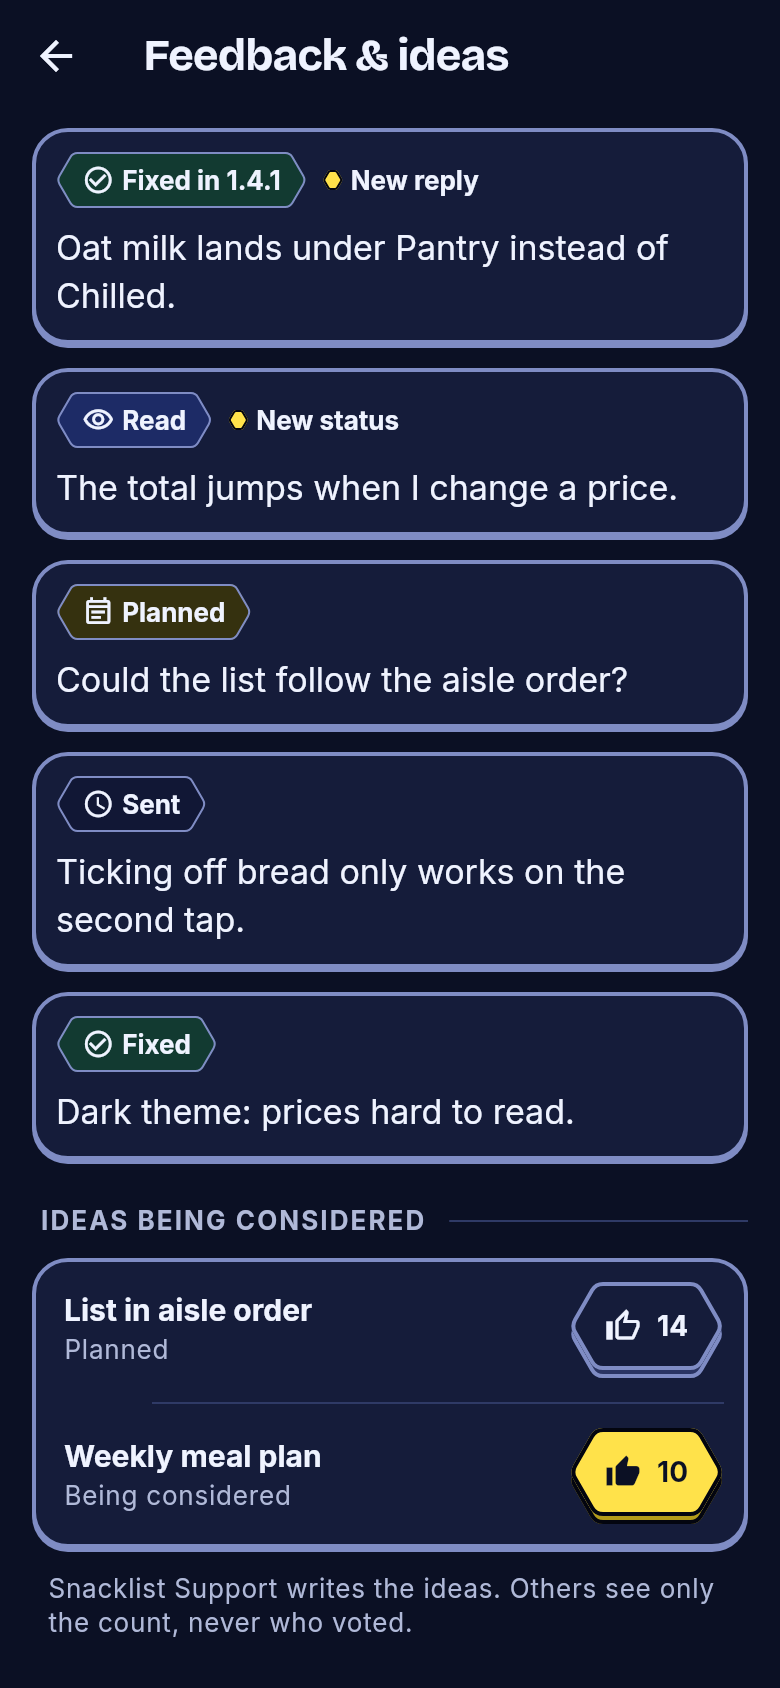 Feedback & ideas
Fixed in 1.4.1
New reply
Oat milk lands under Pantry instead of
Chilled.
Read
New status
The total jumps when I change a price.
Planned
Could the list follow the aisle order?
Sent
Ticking off bread only works on the
second tap.
Fixed
Dark theme: prices hard to read.
IDEAS BEING CONSIDERED
List in aisle order
Planned
14
Weekly meal plan
Being considered
10
Snacklist Support writes the ideas. Others see only
the count, never who voted.